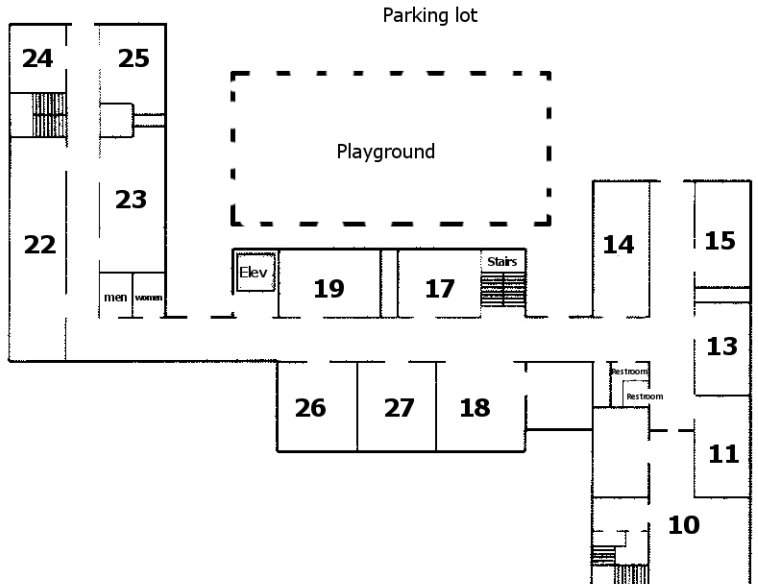 Parking lot
24
25
Playground
23
22
14
15
Elev
Stairs
19
17
men
women
13
Restroom
Restroom
26
27
18
11
10